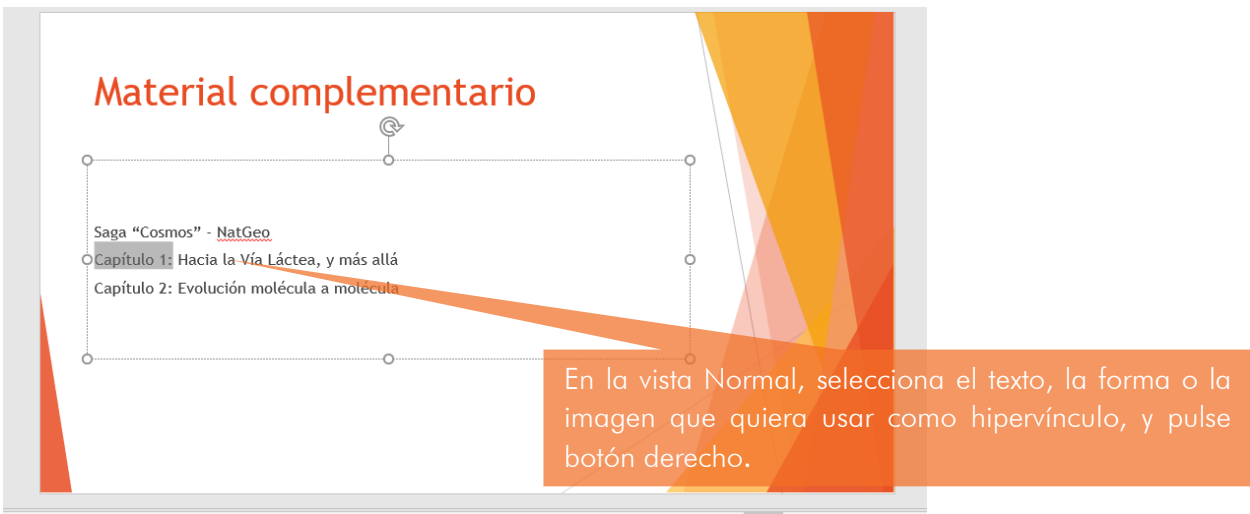 Material complementario
Saga “Cosmos” - NatGeo
Capítulo 1: Hacia la Vía Láctea, y más allá
Capítulo 2: Evolución molécula a molécula
En la vista Normal, selecciona el texto, la forma o la
imagen que quiera usar como hipervínculo, y pulse
botón derecho.